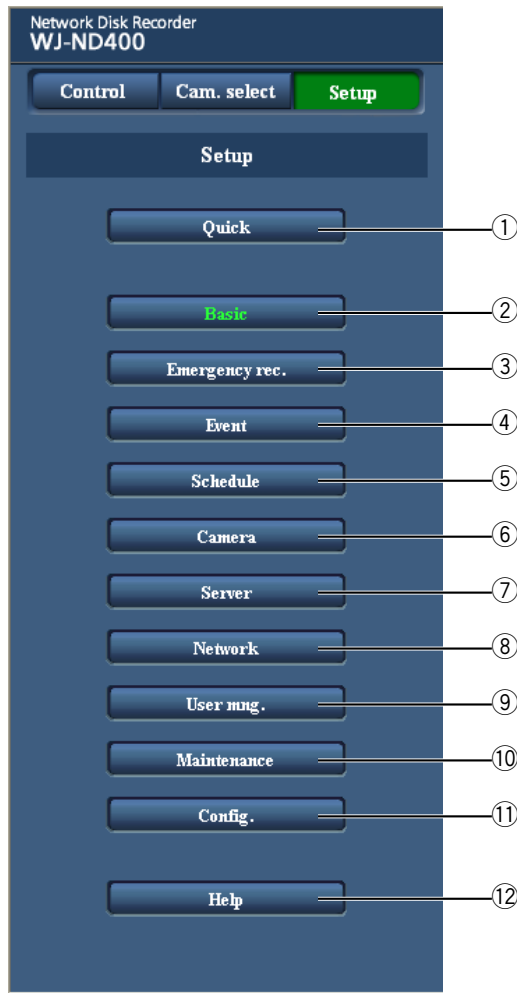 Network Disk Recorder
WJ-ND400
Control Cam. select Setup
Setup
Quick ①
Basic ②
Emergency rec. ③
Event ④
Schedule ⑤
Camera ⑥
Server ⑦
Network ⑧
User mng. ⑨
Maintenance ⑩
Config. ⑪
Help ⑫